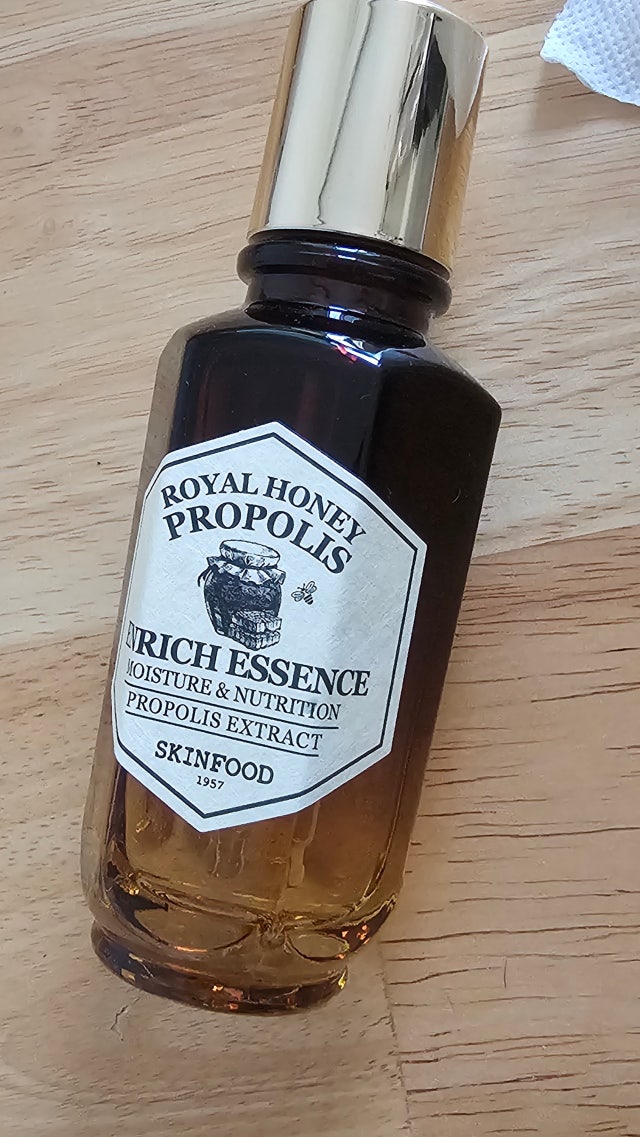 ROYAL HONEY
PROPOLIS
ENRICH ESSENCE
MOISTURE & NUTRITION
PROPOLIS EXTRACT
SKINFOOD
1957